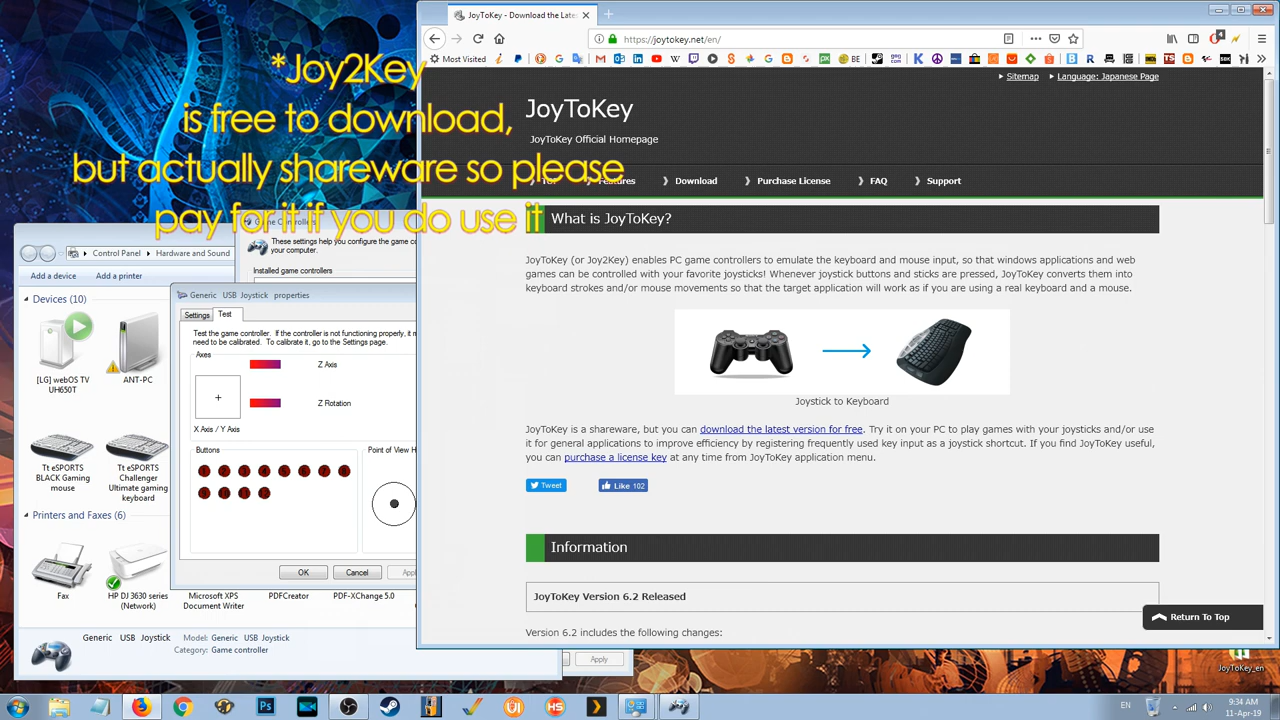 *Joy2Key
is free to download,
but actually shareware so please
pay for it if you do use it
JoyToKey - Download the Late
https://joytokey.net/en/
Most Visited
BE
Sitemap
Language: Japanese Page
JoyToKey
JoyToKey Official Homepage
Features
Download
Purchase License
FAQ
Support
What is JoyToKey?
JoyToKey (or Joy2Key) enables PC game controllers to emulate the keyboard and mouse input, so that windows applications and web
games can be controlled with your favorite joysticks! Whenever joystick buttons and sticks are pressed, JoyToKey converts them into
keyboard strokes and/or mouse movements so that the target application will work as if you are using a real keyboard and a mouse.
Joystick to Keyboard
JoyToKey is a shareware, but you can download the latest version for free. Try it on your PC to play games with your joysticks and/or use
it for general applications to improve efficiency by registering frequently used key input as a joystick shortcut. If you find JoyToKey useful,
you can purchase a license key at any time from JoyToKey application menu.
Tweet
Like 102
Information
JoyToKey Version 6.2 Released
Version 6.2 includes the following changes:
Return To Top
Control Panel
Hardware and Sound
Add a device
Add a printer
Devices (10)
[LG] webOS TV
UH650T
ANT-PC
Tt eSPORTS
BLACK Gaming
mouse
Tt eSPORTS
Challenger
Ultimate gaming
keyboard
Printers and Faxes (6)
Fax
HP DJ 3630 series
(Network)
Microsoft XPS
Document Writer
PDFCreator
PDF-XChange 5.0
Generic USB Joystick
Model: Generic USB Joystick
Category: Game controller
Game Controllers
These settings help you configure the game co
your computer.
Installed game controllers
Generic USB Joystick properties
Settings
Test
Test the game controller. If the controller is not functioning properly, it m
need to be calibrated. To calibrate it, go to the Settings page.
Axes
Z Axis
Z Rotation
X Axis / Y Axis
Buttons
Point of View H
OK
Cancel
App
Apply
JoyToKey_en
EN
9:34 AM
11-Apr-19